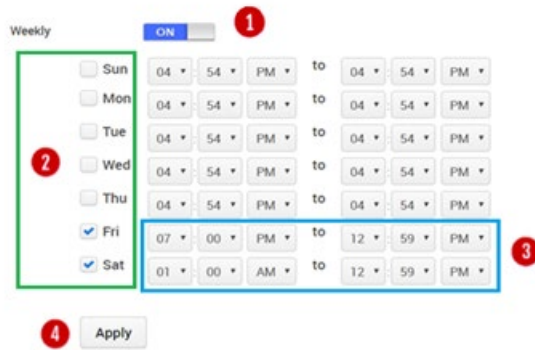 Weekly ON 1
Sun 04 : 54 PM to 04 : 54 PM
Mon 04 : 54 PM to 04 : 54 PM
Tue 04 : 54 PM to 04 : 54 PM
2 Wed 04 : 54 PM to 04 : 54 PM
Thu 04 : 54 PM to 04 : 54 PM
Fri 07 : 00 PM to 12 : 59 PM
3
Sat 01 : 00 AM to 12 : 59 PM
4 Apply